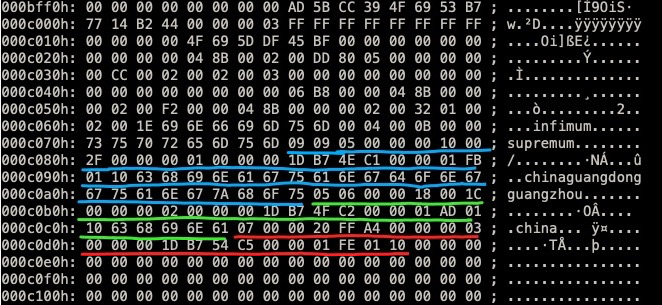 000bff0h: 00 00 00 00 00 00 00 00 AD 5B CC 39 4F 69 53 B7 ; ........­[Ì9OiS·
000c000h: 77 14 B2 44 00 00 00 03 FF FF FF FF FF FF FF FF ; w.²D....ÿÿÿÿÿÿÿÿ
000c010h: 00 00 00 00 4F 69 5D DF 45 BF 00 00 00 00 00 00 ; ....Oi]ßE¿......
000c020h: 00 00 00 00 04 8B 00 02 00 DD 80 05 00 00 00 00 ; .........Ý......
000c030h: 00 CC 00 02 00 02 00 03 00 00 00 00 00 00 00 00 ; .Ì..............
000c040h: 00 00 00 00 00 00 06 B8 00 00 04 8B 00 00 00 00 ; .......¸........
000c050h: 00 02 00 F2 00 00 04 8B 00 00 00 02 00 32 01 00 ; ...ò.........2..
000c060h: 02 00 1E 69 6E 66 69 6D 75 6D 00 04 00 0B 00 00 ; ...infimum......
000c070h: 73 75 70 72 65 6D 75 6D 09 09 05 00 00 00 10 00 ; supremum........
000c080h: 2F 00 00 00 01 00 00 00 1D B7 4E C1 00 00 01 FB ; /........·NÁ...û
000c090h: 01 10 63 68 69 6E 61 67 75 61 6E 67 64 6F 6E 67 ; ..chinaguangdong
000c0a0h: 67 75 61 6E 67 7A 68 6F 75 05 06 00 00 18 00 1C ; guangzhou.......
000c0b0h: 00 00 00 02 00 00 00 1D B7 4F C2 00 00 01 AD 01 ; ........·OÂ...­.
000c0c0h: 10 63 68 69 6E 61 07 00 00 20 FF A4 00 00 00 03 ; .china... ÿ¤....
000c0d0h: 00 00 00 1D B7 54 C5 00 00 01 FE 01 10 00 00 00 ; ....·TÅ...þ.....
000c0e0h: 00 00 00 00 00 00 00 00 00 00 00 00 00 00 00 00 ; ................
000c0f0h: 00 00 00 00 00 00 00 00 00 00 00 00 00 00 00 00 ; ................
000c100h: 00 00 00 00 00 00 00 00 00 00 00 00 00 00 00 00 ; ................